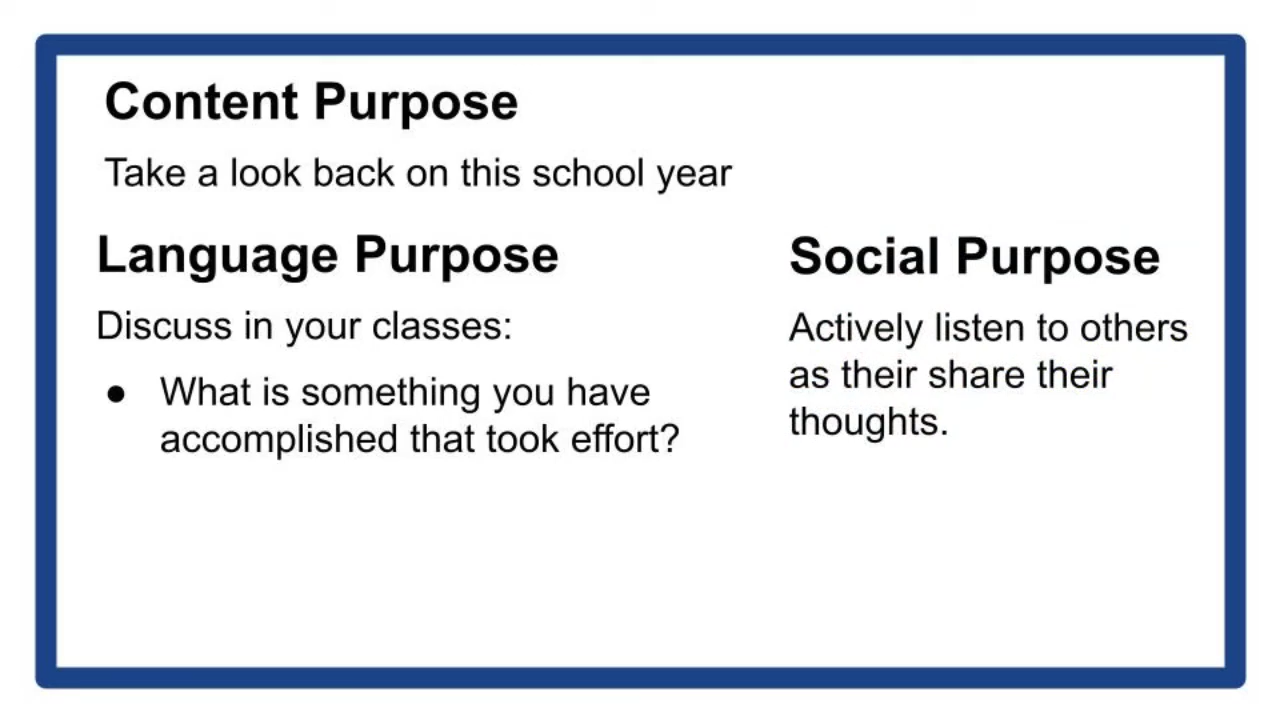 Content Purpose
Take a look back on this school year
Language Purpose
Discuss in your classes:
● What is something you have
accomplished that took effort?
Social Purpose
Actively listen to others
as their share their
thoughts.